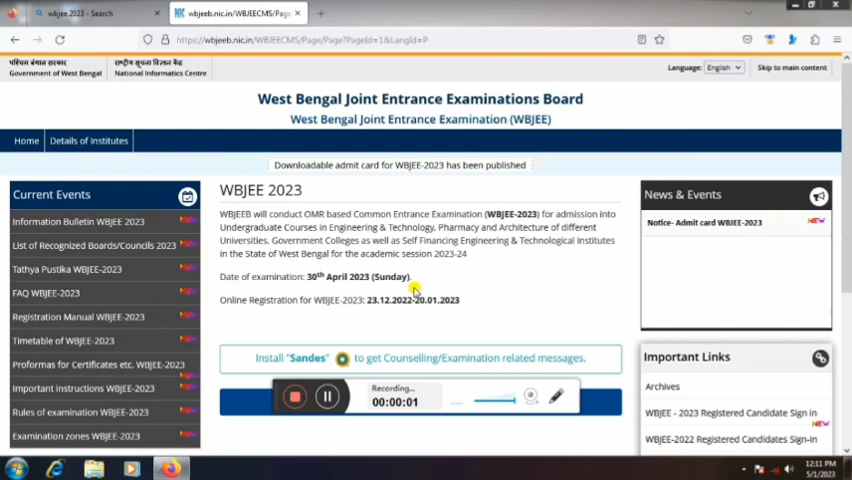 wbjee 2023 - Search
wbjeeb.nic.in/WBJEECMS/Page
https://wbjeeb.nic.in/WBJEECMS/Page/Page?PageId=1&LangId=P
पश्चिम बंगाल सरकार
Government of West Bengal
राष्ट्रीय सूचना विज्ञान केंद्र
National Informatics Centre
Language: English
Skip to main content
West Bengal Joint Entrance Examinations Board
West Bengal Joint Entrance Examination (WBJEE)
Home
Details of Institutes
Downloadable admit card for WBJEE-2023 has been published
Current Events
Information Bulletin WBJEE 2023
List of Recognized Boards/Councils 2023
Tathya Pustika WBJEE-2023
FAQ WBJEE-2023
Registration Manual WBJEE-2023
Timetable of WBJEE-2023
Proformas for Certificates etc. WBJEE-2023
Important instructions WBJEE-2023
Rules of examination WBJEE-2023
Examination zones WBJEE-2023
WBJEE 2023
WBJEEB will conduct OMR based Common Entrance Examination (WBJEE-2023) for admission into
Undergraduate Courses in Engineering & Technology, Pharmacy and Architecture of different
Universities, Government Colleges as well as Self Financing Engineering & Technological Institutes
in the State of West Bengal for the academic session 2023-24
Date of examination: 30th April 2023 (Sunday).
Online Registration for WBJEE-2023: 23.12.2022-20.01.2023
Install "Sandes" to get Counselling/Examination related messages.
Recording...
00:00:01
News & Events
Notice- Admit card WBJEE-2023
NEW
Important Links
Archives
WBJEE - 2023 Registered Candidate Sign in
NEW
WBJEE-2022 Registered Candidates Sign-in
12:11 PM
5/1/2023